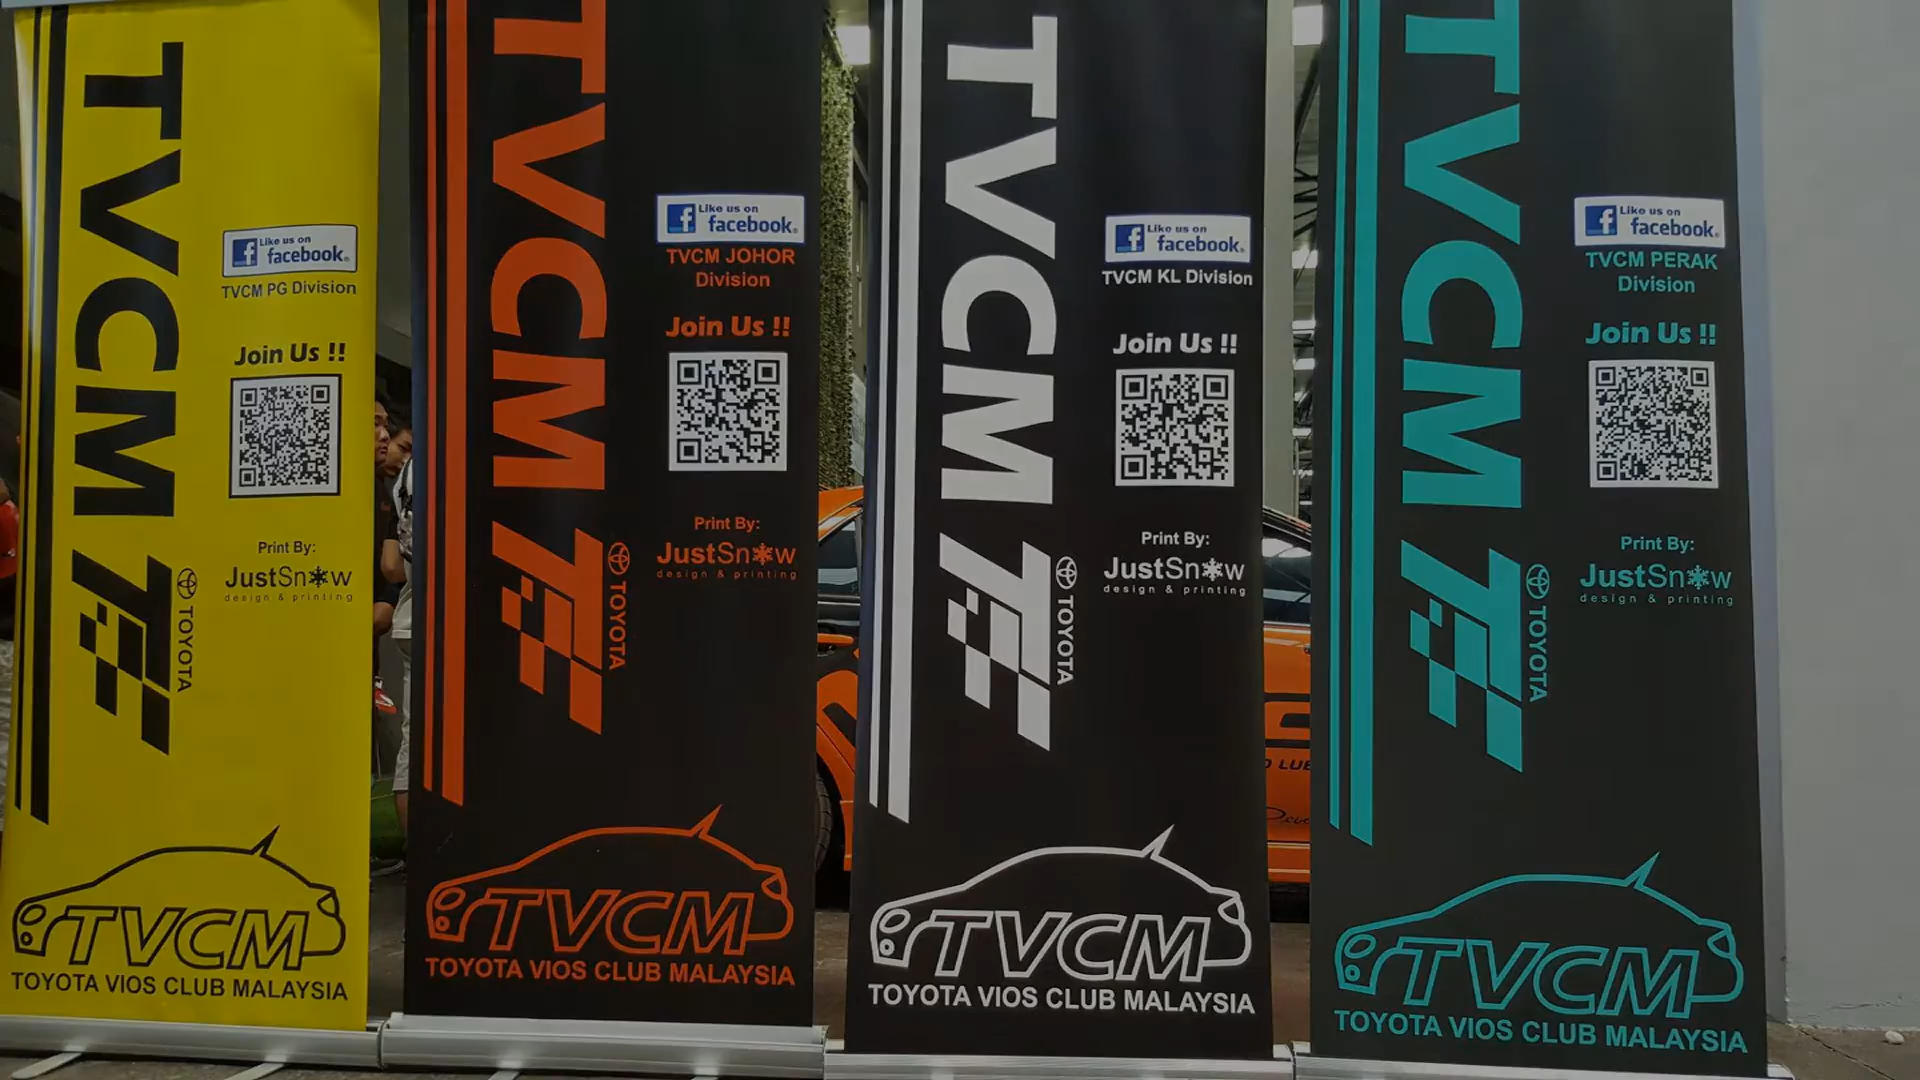 TVCM
Like us on
facebook.
TVCM PG Division
Join Us !!
Print By:
JustSnow
design & printing
TOYOTA
TVCM
TOYOTA VIOS CLUB MALAYSIA
TVCM
Like us on
facebook.
TVCM JOHOR
Division
Join Us !!
Print By:
JustSnow
design & printing
TOYOTA
TVCM
TOYOTA VIOS CLUB MALAYSIA
TVCM
Like us on
facebook.
TVCM KL Division
Join Us !!
Print By:
JustSnow
design & printing
TOYOTA
TVCM
TOYOTA VIOS CLUB MALAYSIA
TVCM
Like us on
facebook.
TVCM PERAK
Division
Join Us !!
Print By:
JustSnow
design & printing
TOYOTA
TVCM
TOYOTA VIOS CLUB MALAYSIA